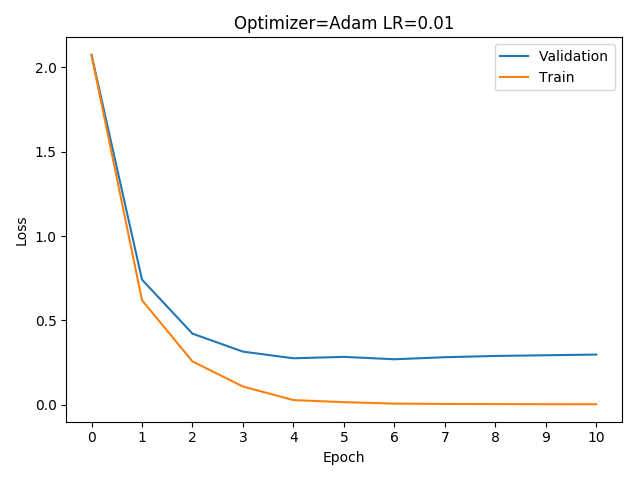 Optimizer=Adam LR=0.01
Validation
Train
2.0
1.5
1.0
0.5
0.0
Loss
0 1 2 3 4 5 6 7 8 9 10
Epoch